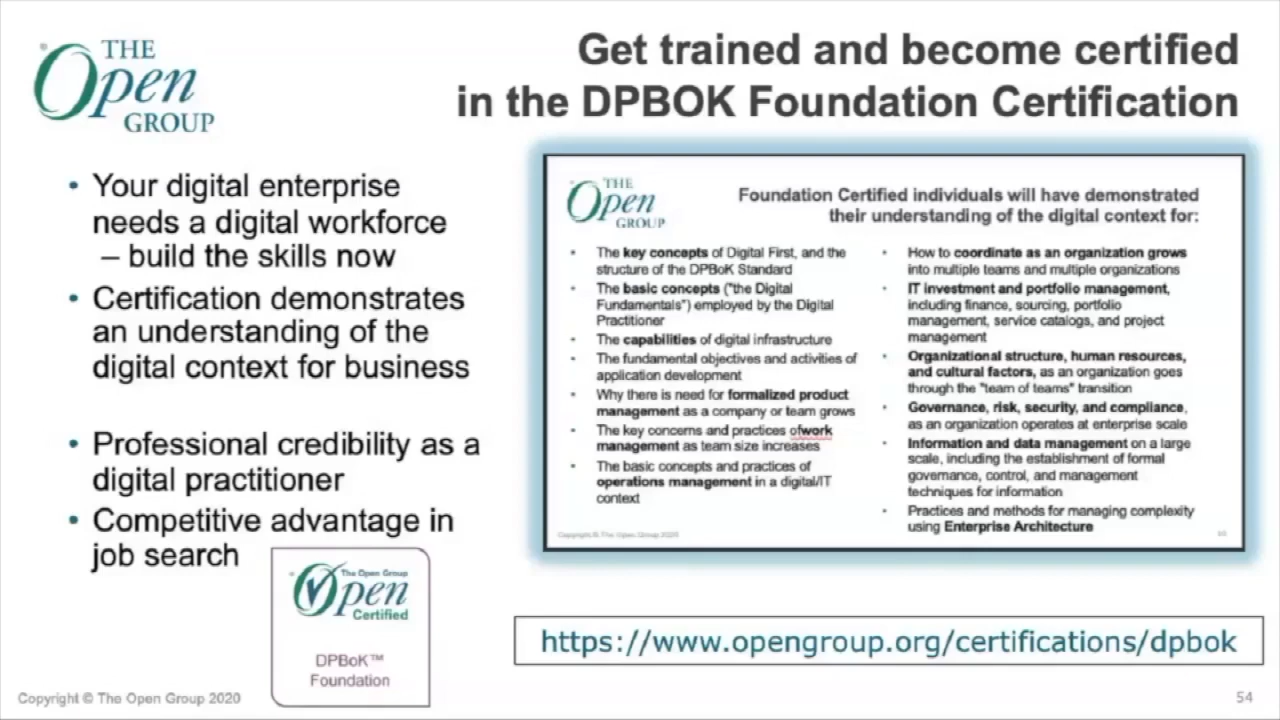 THE
Open
GROUP
Get trained and become certified
in the DPBOK Foundation Certification
• Your digital enterprise
needs a digital workforce
– build the skills now
• Certification demonstrates
an understanding of the
digital context for business
• Professional credibility as a
digital practitioner
• Competitive advantage in
job search
The Open Group
Open
Certified
DPBoK™
Foundation
THE
Open
GROUP
Foundation Certified individuals will have demonstrated
their understanding of the digital context for:
• The key concepts of Digital First, and the
structure of the DPBoK Standard
• The basic concepts ("the Digital
Fundamentals") employed by the Digital
Practitioner
• The capabilities of digital infrastructure
• The fundamental objectives and activities of
application development
• Why there is need for formalized product
management as a company or team grows
• The key concerns and practices ofwork
management as team size increases
• The basic concepts and practices of
operations management in a digital/IT
context
• How to coordinate as an organization grows
into multiple teams and multiple organizations
• IT investment and portfolio management,
including finance, sourcing, portfolio
management, service catalogs, and project
management
• Organizational structure, human resources,
and cultural factors, as an organization goes
through the "team of teams" transition
• Governance, risk, security, and compliance,
as an organization operates at enterprise scale
• Information and data management on a large
scale, including the establishment of formal
governance, control, and management
techniques for information
• Practices and methods for managing complexity
using Enterprise Architecture
Copyright © The Open Group 2020
https://www.opengroup.org/certifications/dpbok
Copyright © The Open Group 2020
54